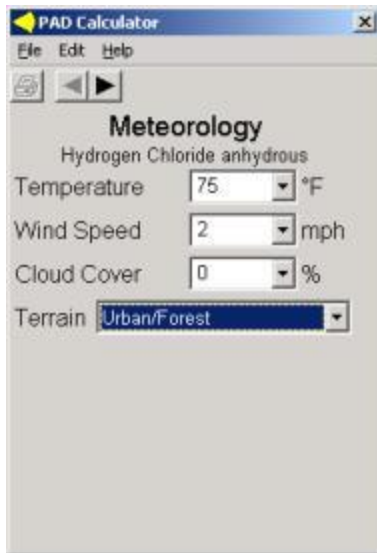 PAD Calculator
File Edit Help
Meteorology
Hydrogen Chloride anhydrous
Temperature 75 °F
Wind Speed 2 mph
Cloud Cover 0 %
Terrain Urban/Forest